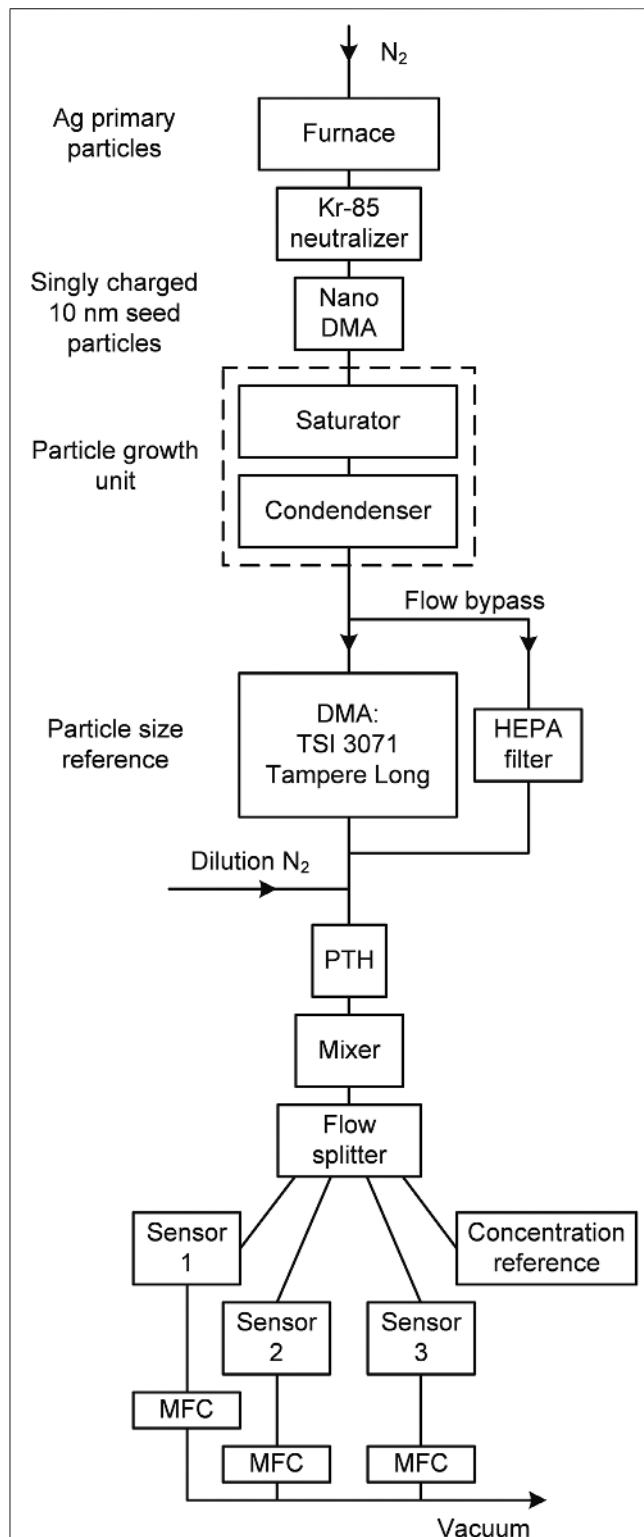 N2
Ag primary
particles
Furnace
Kr-85
neutralizer
Singly charged
10 nm seed
particles
Nano
DMA
Particle growth
unit
Saturator
Condendenser
Flow bypass
Particle size
reference
DMA:
TSI 3071
Tampere Long
HEPA
filter
Dilution N2
PTH
Mixer
Flow
splitter
Sensor
1
Concentration
reference
Sensor
2
Sensor
3
MFC
MFC
MFC
Vacuum